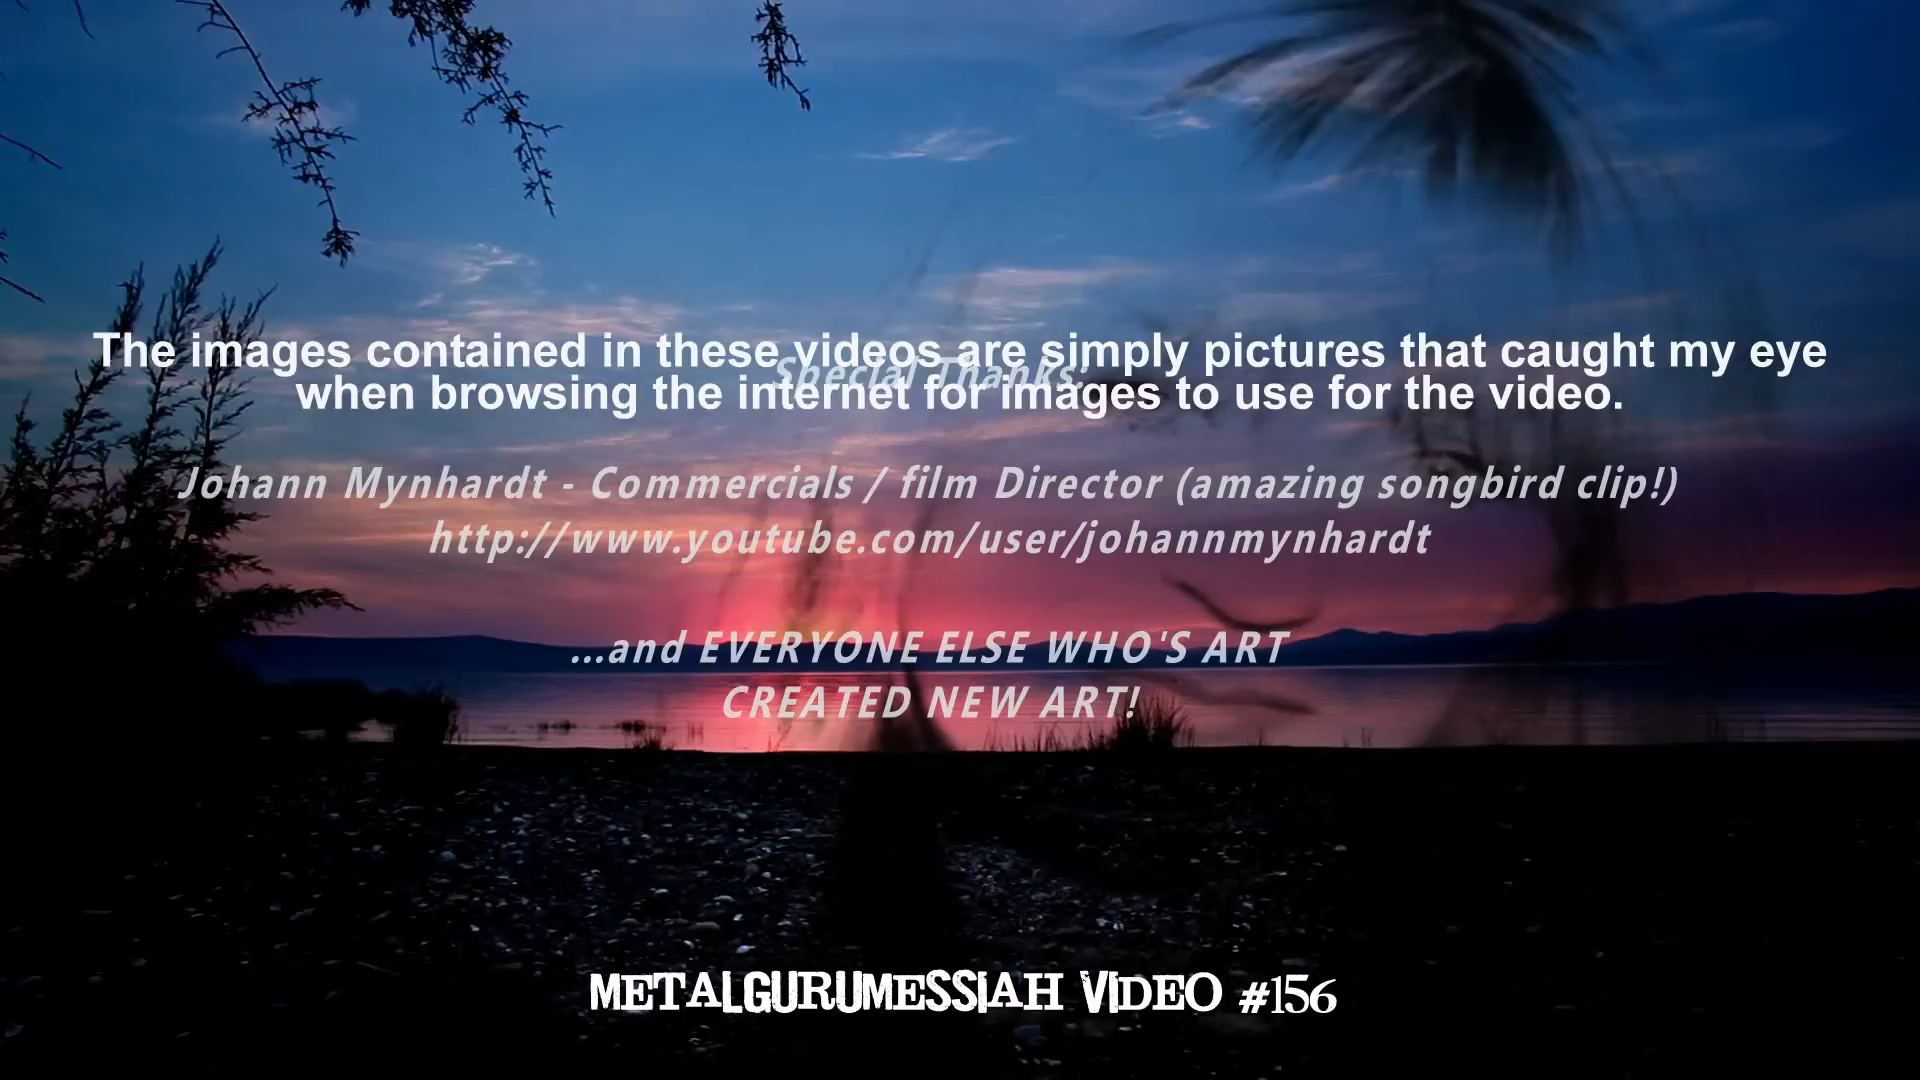 The images contained in these videos are simply pictures that caught my eye
Special Thanks:
when browsing the internet for images to use for the video.
Johann Mynhardt - Commercials / film Director (amazing songbird clip!)
http://www.youtube.com/user/johannmynhardt
...and EVERYONE ELSE WHO'S ART
CREATED NEW ART!
METALGURUMESSIAH VIDEO #156